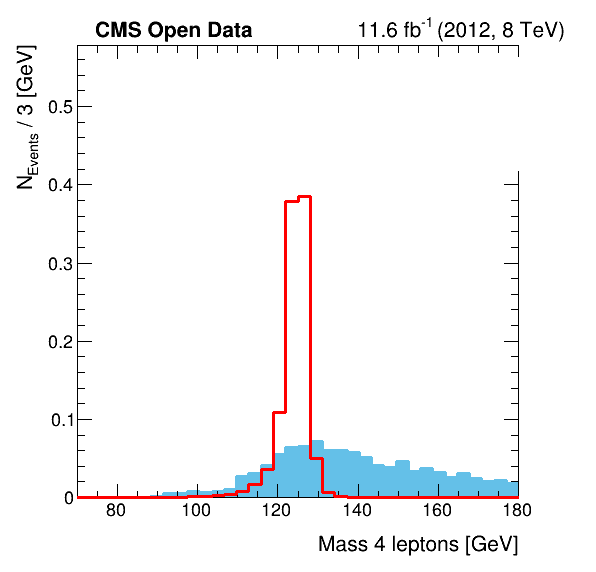 CMS Open Data 11.6 fb⁻¹ (2012, 8 TeV)
N_Events / 3 [GeV]
0.5
0.4
0.3
0.2
0.1
0
80 100 120 140 160 180
Mass 4 leptons [GeV]